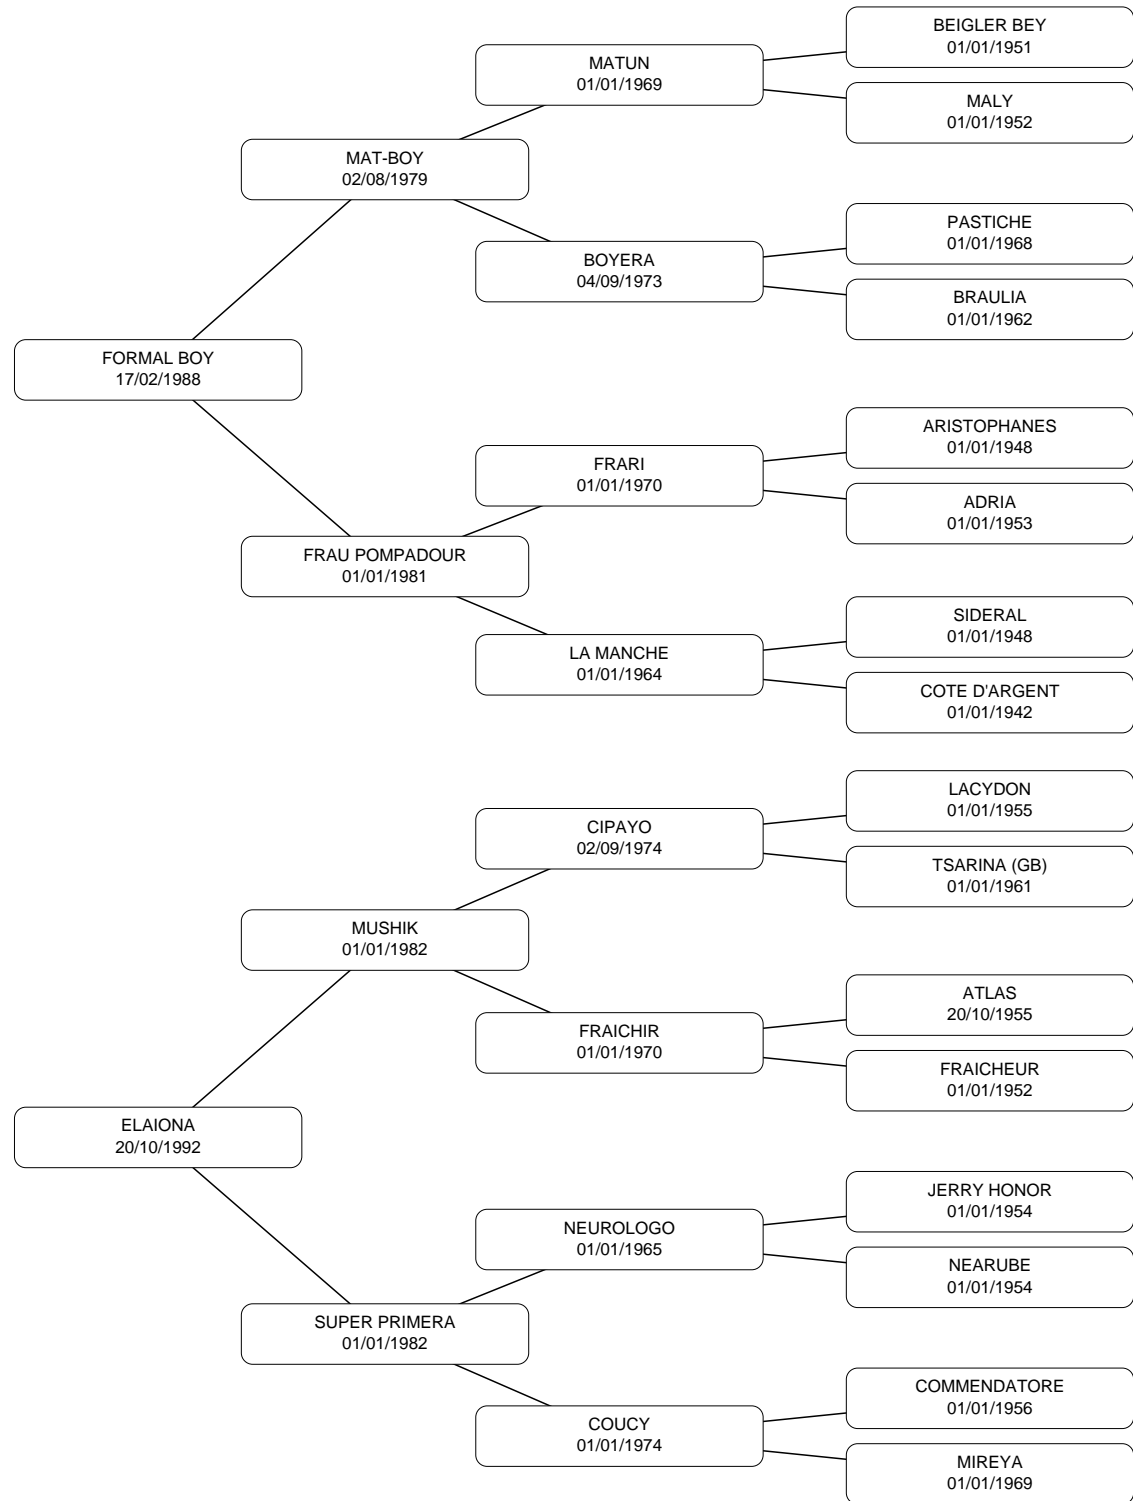 BEIGLER BEY
01/01/1951
MATUN
01/01/1969
MALY
01/01/1952
MAT-BOY
02/08/1979
PASTICHE
01/01/1968
BOYERA
04/09/1973
BRAULIA
01/01/1962
FORMAL BOY
17/02/1988
ARISTOPHANES
01/01/1948
FRARI
01/01/1970
ADRIA
01/01/1953
FRAU POMPADOUR
01/01/1981
SIDERAL
01/01/1948
LA MANCHE
01/01/1964
COTE D'ARGENT
01/01/1942
LACYDON
01/01/1955
CIPAYO
02/09/1974
TSARINA (GB)
01/01/1961
MUSHIK
01/01/1982
ATLAS
20/10/1955
FRAICHIR
01/01/1970
FRAICHEUR
01/01/1952
ELAIONA
20/10/1992
JERRY HONOR
01/01/1954
NEUROLOGO
01/01/1965
NEARUBE
01/01/1954
SUPER PRIMERA
01/01/1982
COMMENDATORE
01/01/1956
COUCY
01/01/1974
MIREYA
01/01/1969